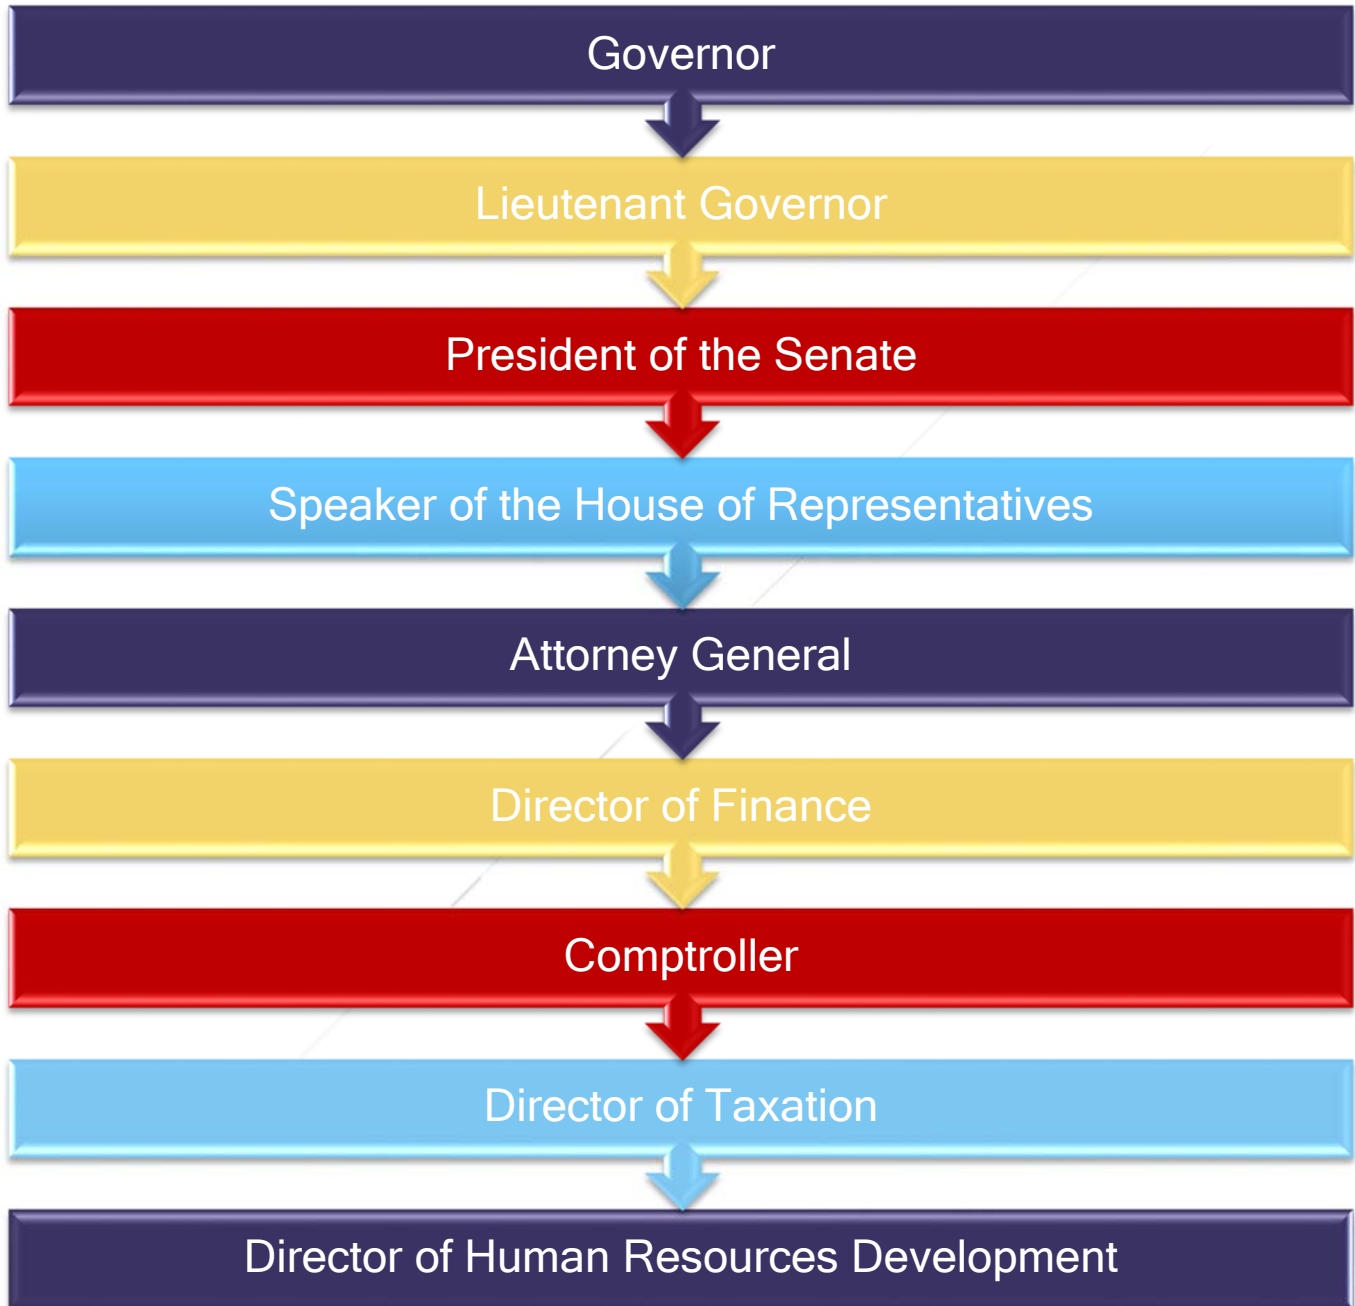 Governor
Lieutenant Governor
President of the Senate
Speaker of the House of Representatives
Attorney General
Director of Finance
Comptroller
Director of Taxation
Director of Human Resources Development